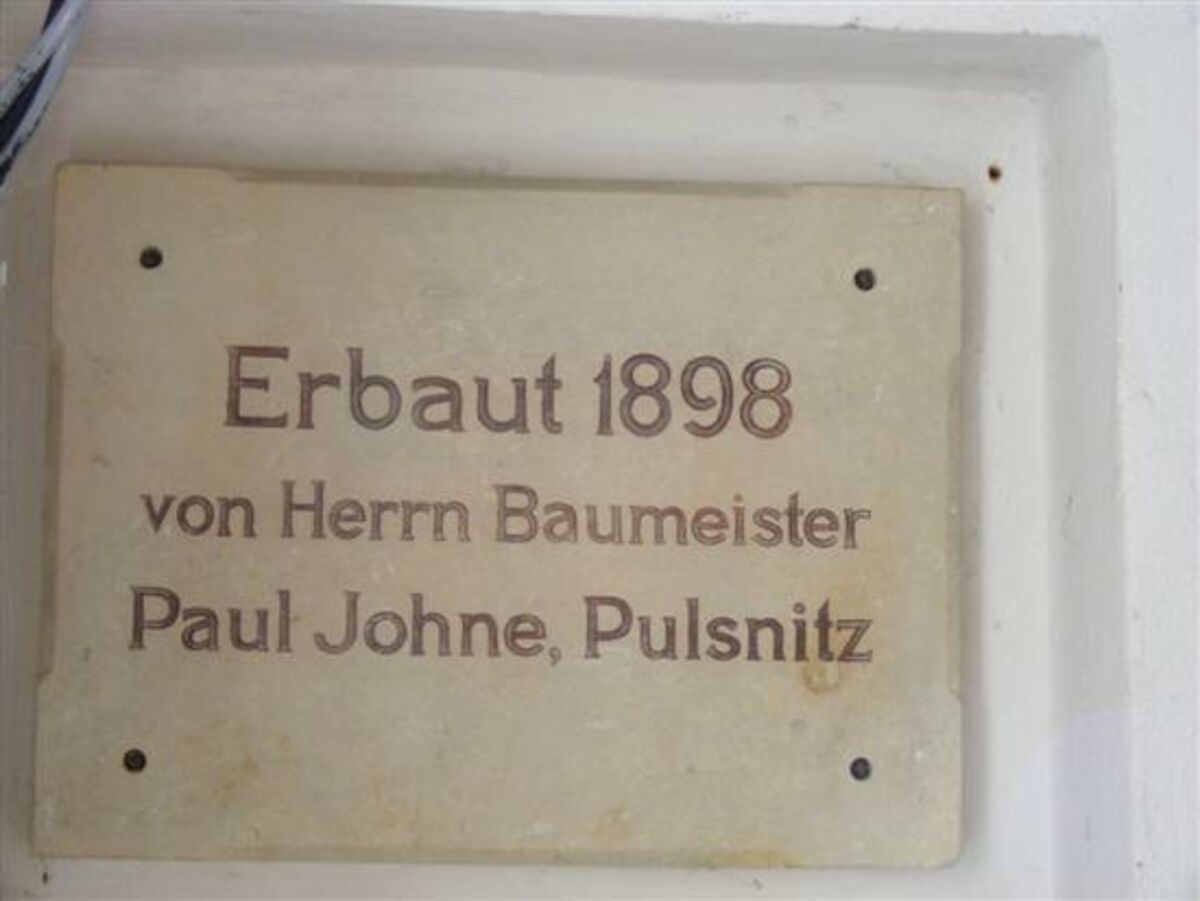 Erbaut 1898
von Herrn Baumeister
Paul Johne, Pulsnitz